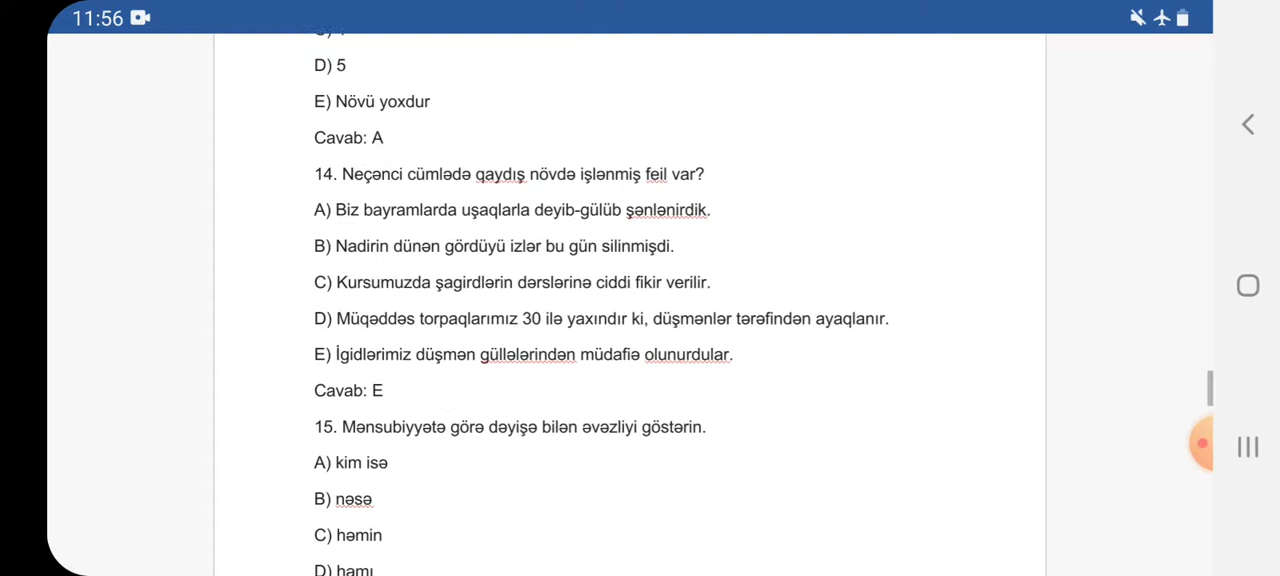 11:56
D) 5
E) Növü yoxdur
Cavab: A
14. Neçənci cümlədə qaydış növdə işlənmiş feil var?
A) Biz bayramlarda uşaqlarla deyib-gülüb şənlənirdik.
B) Nadirin dünən gördüyü izlər bu gün silinmişdi.
C) Kursumuzda şagirdlərin dərslərinə ciddi fikir verilir.
D) Müqəddəs torpaqlarımız 30 ilə yaxındır ki, düşmənlər tərəfindən ayaqlanır.
E) İgidlərimiz düşmən güllələrindən müdafiə olunurdular.
Cavab: E
15. Mənsubiyyətə görə dəyişə bilən əvəzliyi göstərin.
A) kim isə
B) nəsə
C) həmin
D) hamı